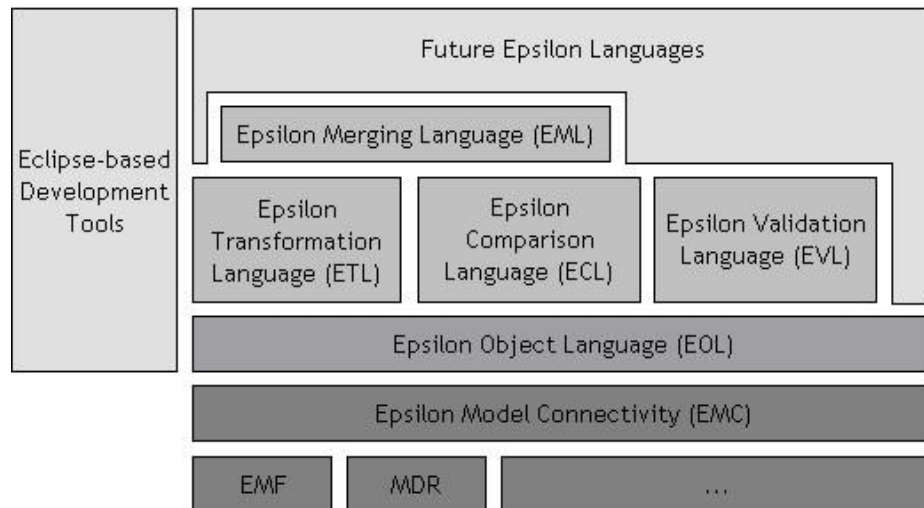 Future Epsilon Languages
Epsilon Merging Language (EML)
Eclipse-based
Development
Tools
Epsilon
Transformation
Language (ETL)
Epsilon
Comparison
Language (ECL)
Epsilon Validation
Language (EVL)
Epsilon Object Language (EOL)
Epsilon Model Connectivity (EMC)
EMF
MDR
...